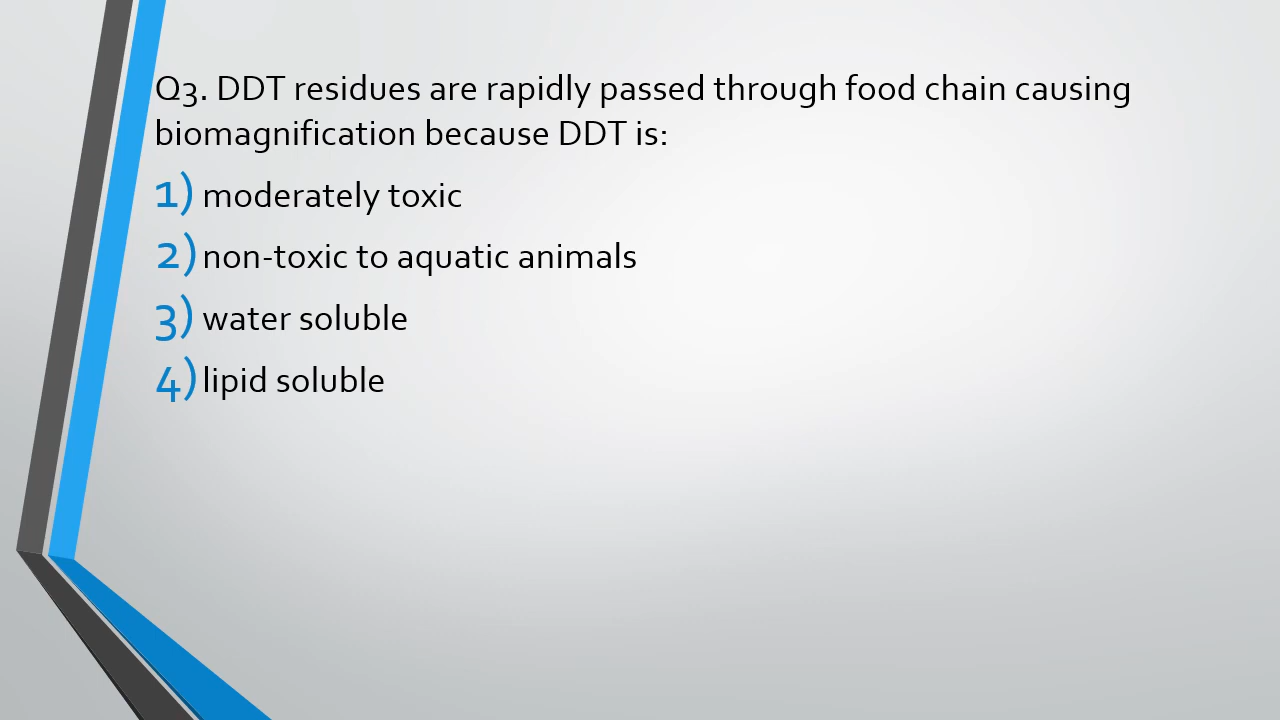 Q3. DDT residues are rapidly passed through food chain causing
biomagnification because DDT is:
1) moderately toxic
2) non-toxic to aquatic animals
3) water soluble
4) lipid soluble